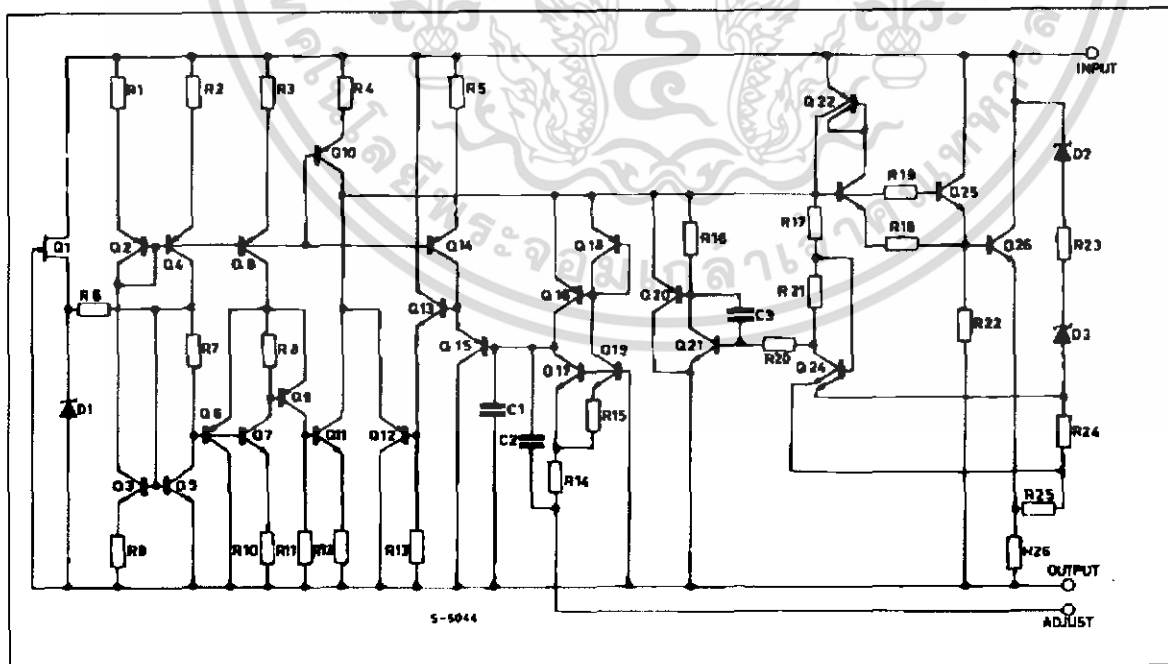 R1
R2
R3
R4
R5
INPUT
Q22
D2
Q10
R19
Q25
R17
R18
R23
Q1
Q2
Q4
Q8
Q14
Q18
R16
Q26
R6
Q13
Q16
Q20
C3
R21
R22
D3
R7
R8
Q15
Q17
Q19
Q21
R20
Q24
D1
Q6
Q7
Q9
Q11
Q12
C1
C2
R15
R24
Q3
Q5
R14
R25
R9
R10
R11
R12
R13
R26
OUTPUT
S-5044
ADJUST